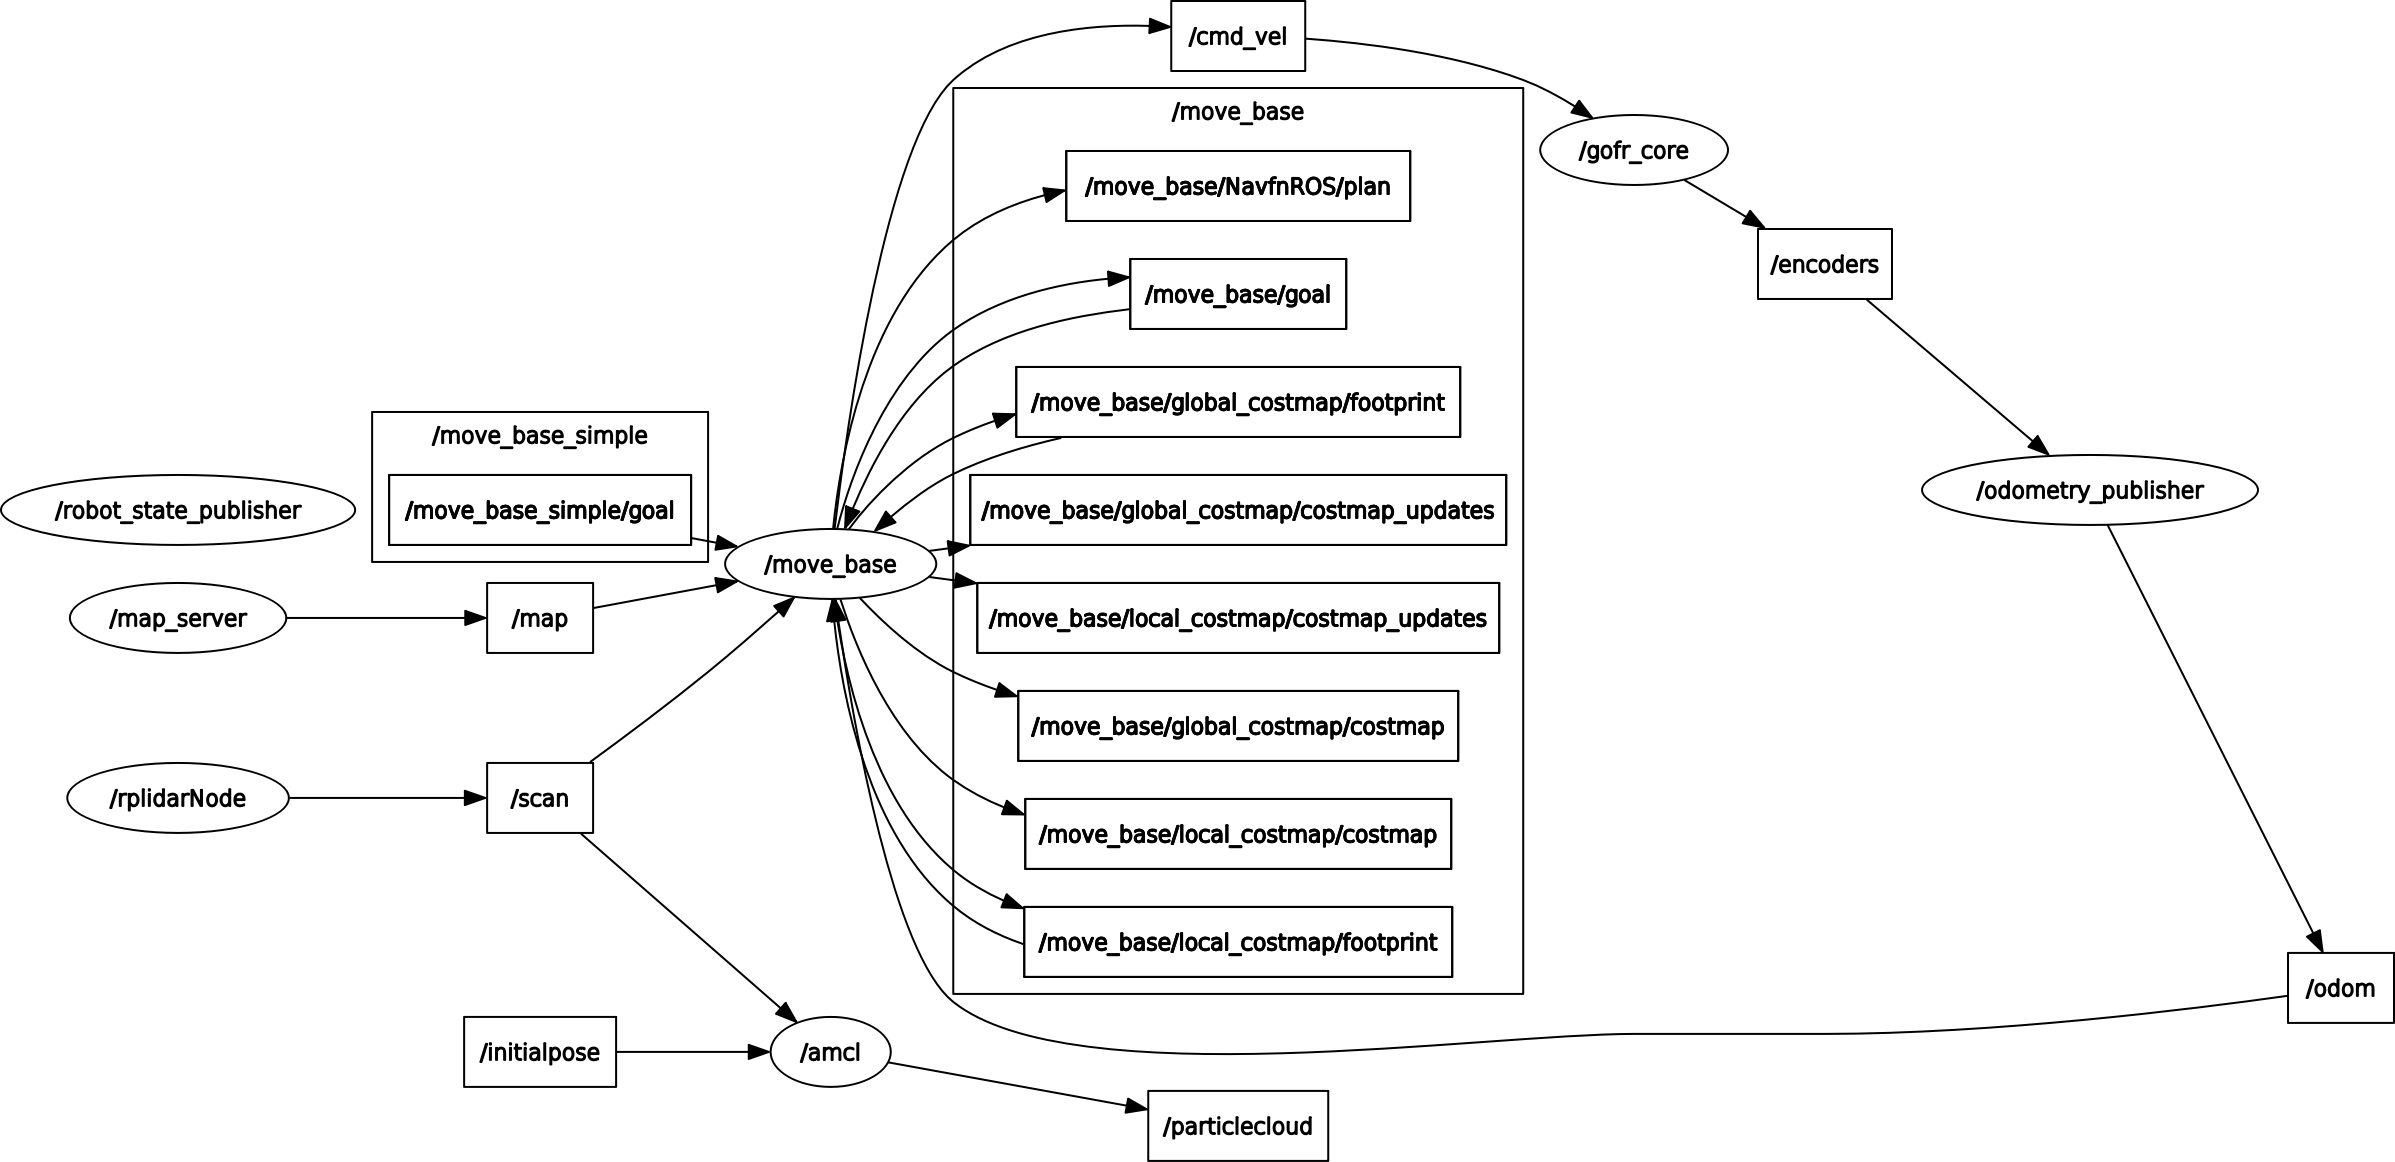 /cmd_vel
/move_base
/gofr_core
/move_base/NavfnROS/plan
/encoders
/move_base/goal
/move_base/global_costmap/footprint
/move_base_simple
/odometry_publisher
/robot_state_publisher
/move_base_simple/goal
/move_base/global_costmap/costmap_updates
/move_base
/map_server
/map
/move_base/local_costmap/costmap_updates
/move_base/global_costmap/costmap
/rplidarNode
/scan
/move_base/local_costmap/costmap
/move_base/local_costmap/footprint
/odom
/initialpose
/amcl
/particlecloud